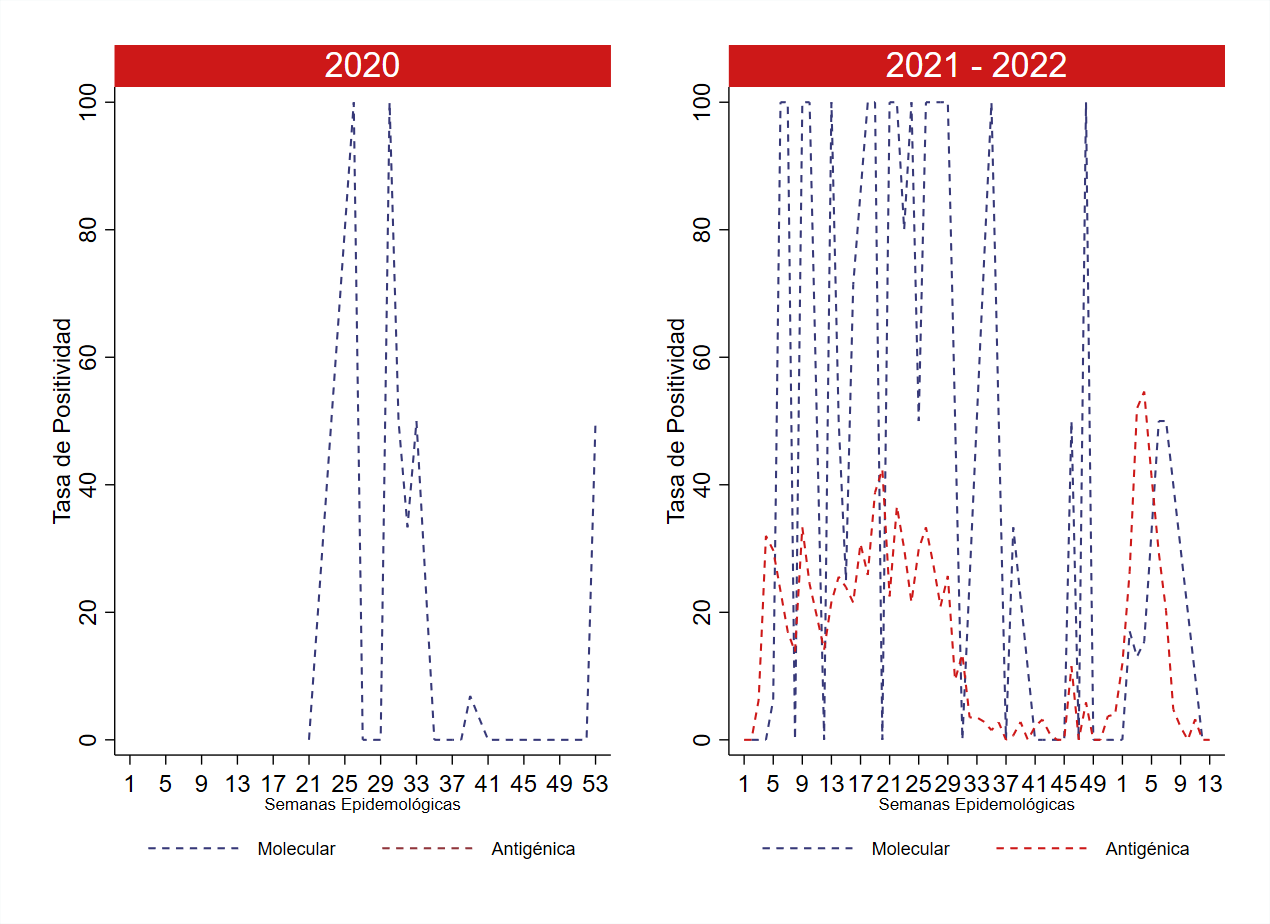 2020
100
80
60
40
20
0
Tasa de Positividad
1 5 9 13 17 21 25 29 33 37 41 45 49 53
Semanas Epidemológicas
Molecular Antigénica
2021 - 2022
100
80
60
40
20
0
Tasa de Positividad
1 5 9 13 17 21 25 29 33 37 41 45 49 1 5 9 13
Semanas Epidemológicas
Molecular Antigénica